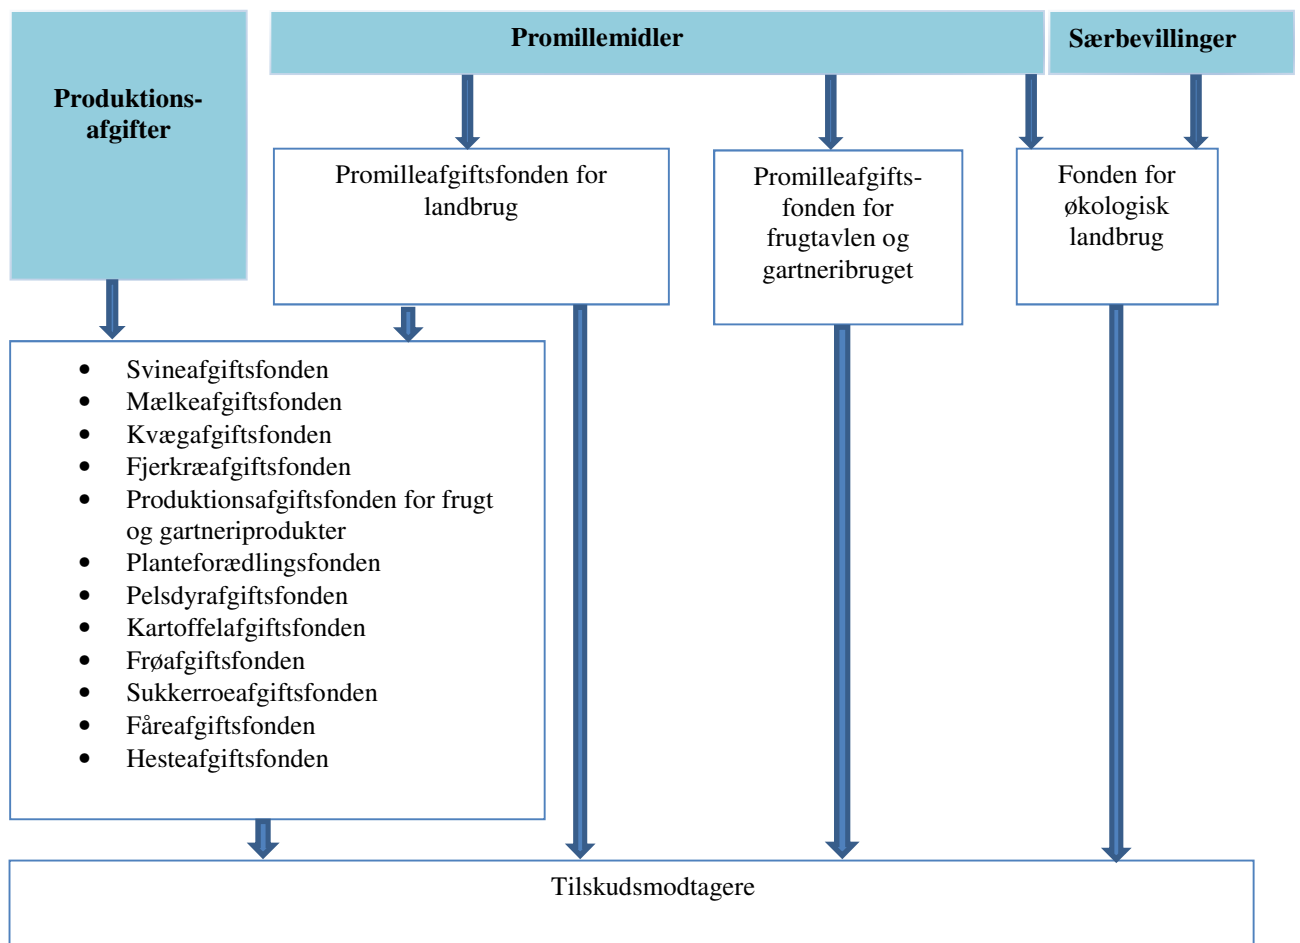 Produktions-
afgifter
Promillemidler
Særbevillinger
Promilleafgiftsfonden for
landbrug
Promilleafgifts-
fonden for
frugtavlen og
gartneribruget
Fonden for
økologisk
landbrug
• Svineafgiftsfonden
• Mælkeafgiftsfonden
• Kvægafgiftsfonden
• Fjerkræafgiftsfonden
• Produktionsafgiftsfonden for frugt
og gartneriprodukter
• Planteforædlingsfonden
• Pelsdyrafgiftsfonden
• Kartoffelafgiftsfonden
• Frøafgiftsfonden
• Sukkerroeafgiftsfonden
• Fåreafgiftsfonden
• Hesteafgiftsfonden
Tilskudsmodtagere